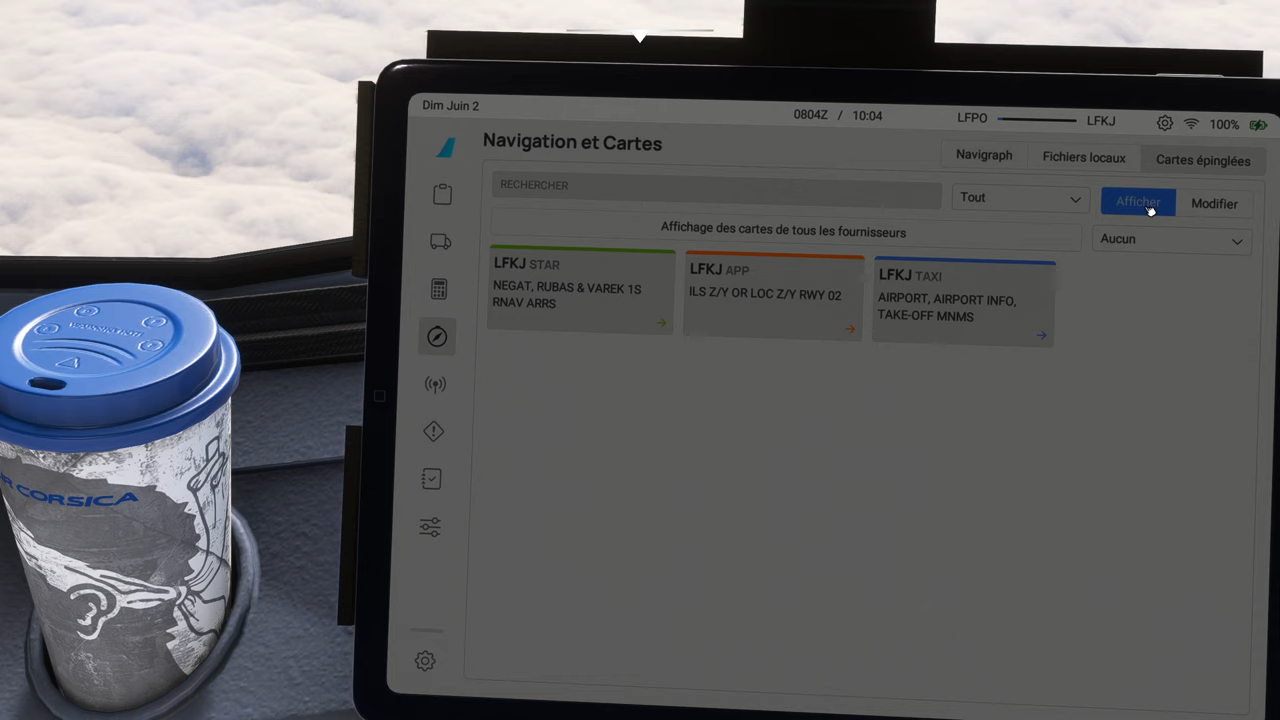 Dim Juin 2
0804Z / 10:04
LFPO
LFKJ
100%
Navigation et Cartes
Navigraph
Fichiers locaux
Cartes épinglées
RECHERCHER
Tout
Afficher
Modifier
Affichage des cartes de tous les fournisseurs
Aucun
LFKJ STAR
NEGAT, RUBAS & VAREK 1S
RNAV ARRS
LFKJ APP
ILS Z/Y OR LOC Z/Y RWY 02
LFKJ TAXI
AIRPORT, AIRPORT INFO,
TAKE-OFF MNMS
CORSICA